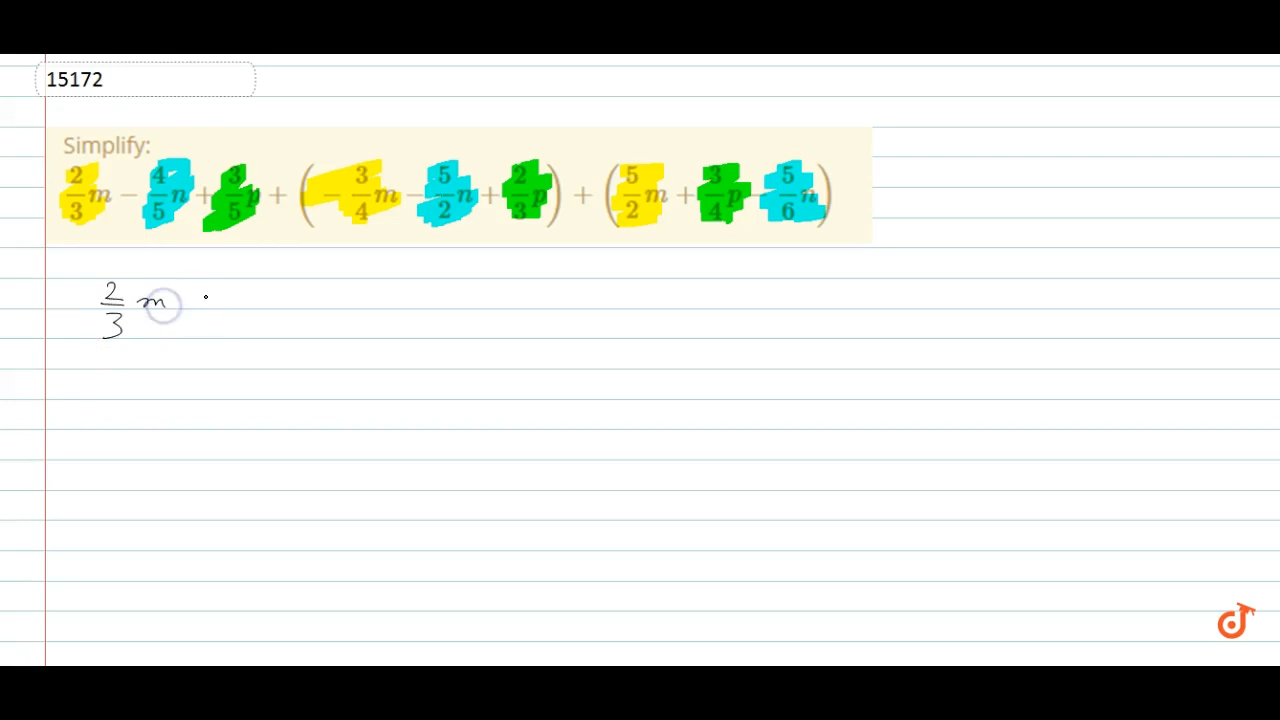 15172
Simplify:
2/3 m − 4/5 n + 3/5 p + ( − 3/4 m − 5/2 n + 2/3 p ) + ( 5/2 m + 3/4 p 5/6 n )
2/3 m